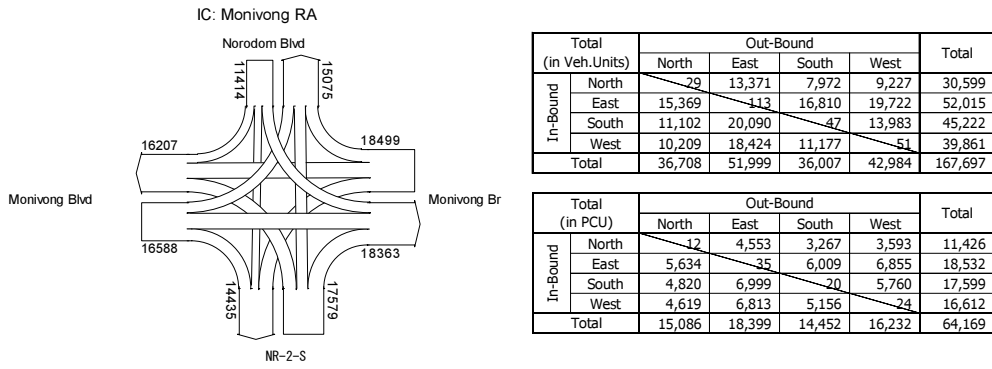 IC: Monivong RA
Norodom Blvd
11414
15075
16207
18499
Monivong Blvd
Monivong Br
16588
18363
14435
17579
NR-2-S
Total (in Veh.Units) Out-Bound Total
North East South West
In-Bound
North 29 13,371 7,972 9,227 30,599
East 15,369 113 16,810 19,722 52,015
South 11,102 20,090 47 13,983 45,222
West 10,209 18,424 11,177 51 39,861
Total 36,708 51,999 36,007 42,984 167,697
Total (in PCU) Out-Bound Total
North East South West
In-Bound
North 12 4,553 3,267 3,593 11,426
East 5,634 35 6,009 6,855 18,532
South 4,820 6,999 20 5,760 17,599
West 4,619 6,813 5,156 24 16,612
Total 15,086 18,399 14,452 16,232 64,169